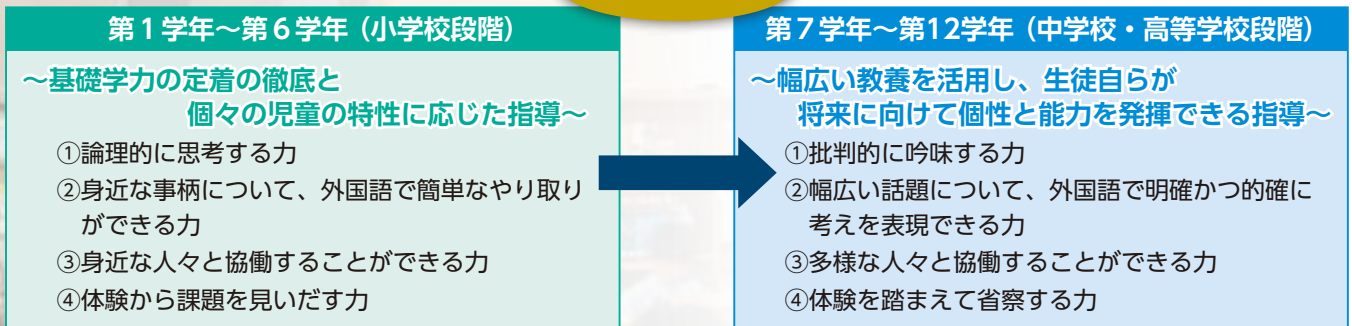 第1学年～第6学年（小学校段階）
～基礎学力の定着の徹底と
個々の児童の特性に応じた指導～
①論理的に思考する力
②身近な事柄について、外国語で簡単なやり取り
ができる力
③身近な人々と協働することができる力
④体験から課題を見いだす力
第7学年～第12学年（中学校・高等学校段階）
～幅広い教養を活用し、生徒自らが
将来に向けて個性と能力を発揮できる指導～
①批判的に吟味する力
②幅広い話題について、外国語で明確かつ的確に
考えを表現できる力
③多様な人々と協働することができる力
④体験を踏まえて省察する力